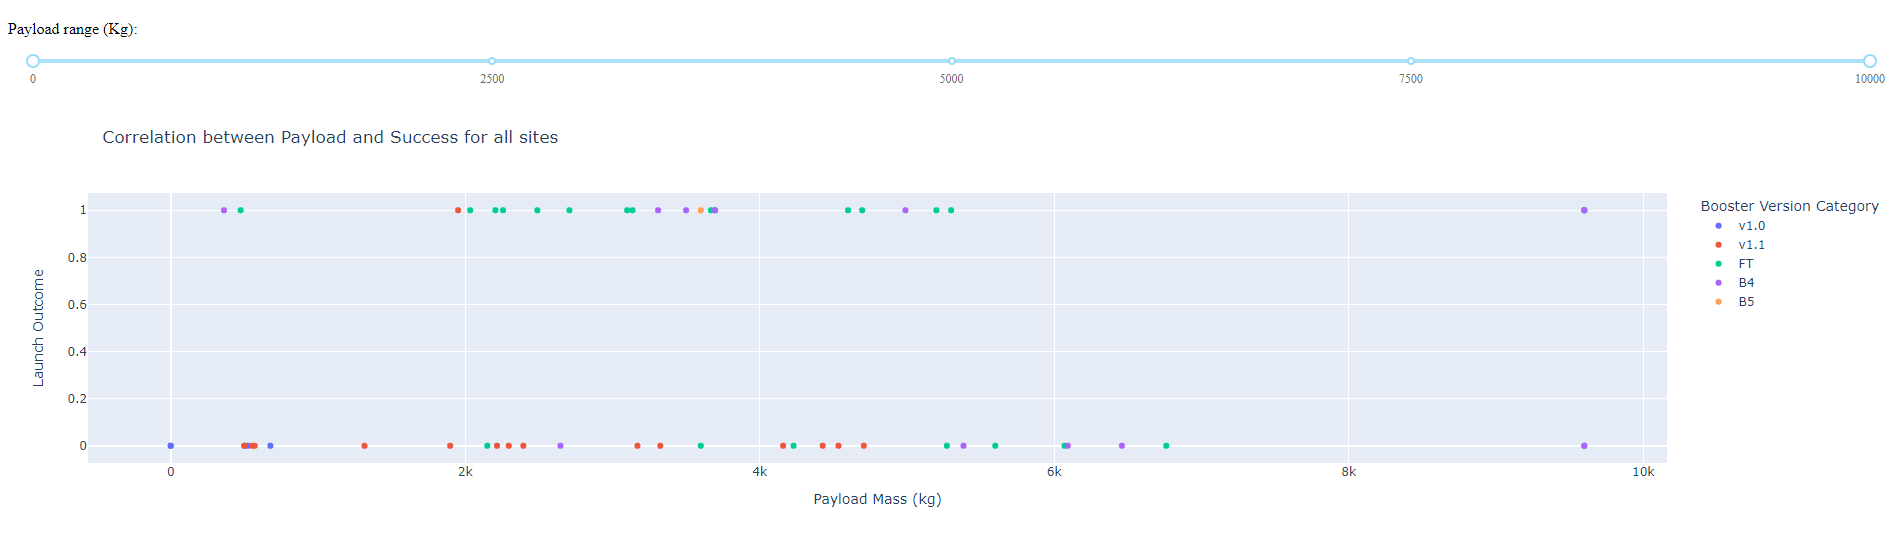 Payload range (Kg):
0 2500 5000 7500 10000
Correlation between Payload and Success for all sites
Launch Outcome
1
0.8
0.6
0.4
0.2
0
0 2k 4k 6k 8k 10k
Payload Mass (kg)
Booster Version Category
v1.0
v1.1
FT
B4
B5